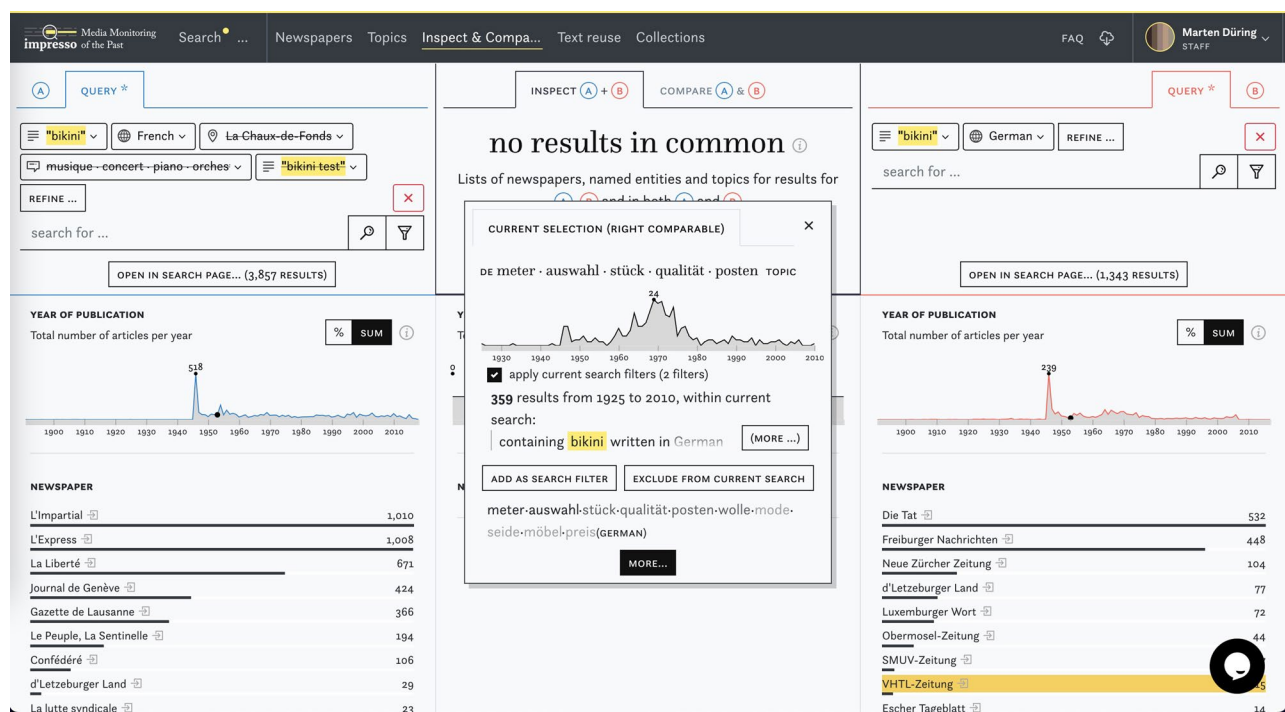 impresso Media Monitoring of the Past
Search ...
Newspapers Topics Inspect & Compa... Text reuse Collections
FAQ
Marten Düring
STAFF
A QUERY *
"bikini" French La Chaux-de-Fonds
musique · concert · piano · orches "bikini test"
REFINE ...
search for ...
OPEN IN SEARCH PAGE... (3,857 RESULTS)
YEAR OF PUBLICATION
Total number of articles per year
% SUM
518
1900 1910 1920 1930 1940 1950 1960 1970 1980 1990 2000 2010
NEWSPAPER
L'Impartial 1,010
L'Express 1,008
La Liberté 671
Journal de Genève 424
Gazette de Lausanne 366
Le Peuple, La Sentinelle 194
Confédéré 106
d'Letzeburger Land 29
La lutte syndicale 23
INSPECT A + B COMPARE A & B
no results in common
Lists of newspapers, named entities and topics for results for
A, B and in both A and B
0
CURRENT SELECTION (RIGHT COMPARABLE)
DE meter · auswahl · stück · qualität · posten TOPIC
24
1930 1940 1950 1960 1970 1980 1990 2000 2010
apply current search filters (2 filters)
359 results from 1925 to 2010, within current
search:
containing bikini written in German (MORE ...)
ADD AS SEARCH FILTER EXCLUDE FROM CURRENT SEARCH
meter·auswahl·stück·qualität·posten·wolle·mode·
seide·möbel·preis(GERMAN)
MORE...
QUERY * B
"bikini" German REFINE ...
search for ...
OPEN IN SEARCH PAGE... (1,343 RESULTS)
YEAR OF PUBLICATION
Total number of articles per year
% SUM
239
1900 1910 1920 1930 1940 1950 1960 1970 1980 1990 2000 2010
NEWSPAPER
Die Tat 532
Freiburger Nachrichten 448
Neue Zürcher Zeitung 104
d'Letzeburger Land 77
Luxemburger Wort 72
Obermosel-Zeitung 44
SMUV-Zeitung
VHTL-Zeitung
Escher Tageblatt 14